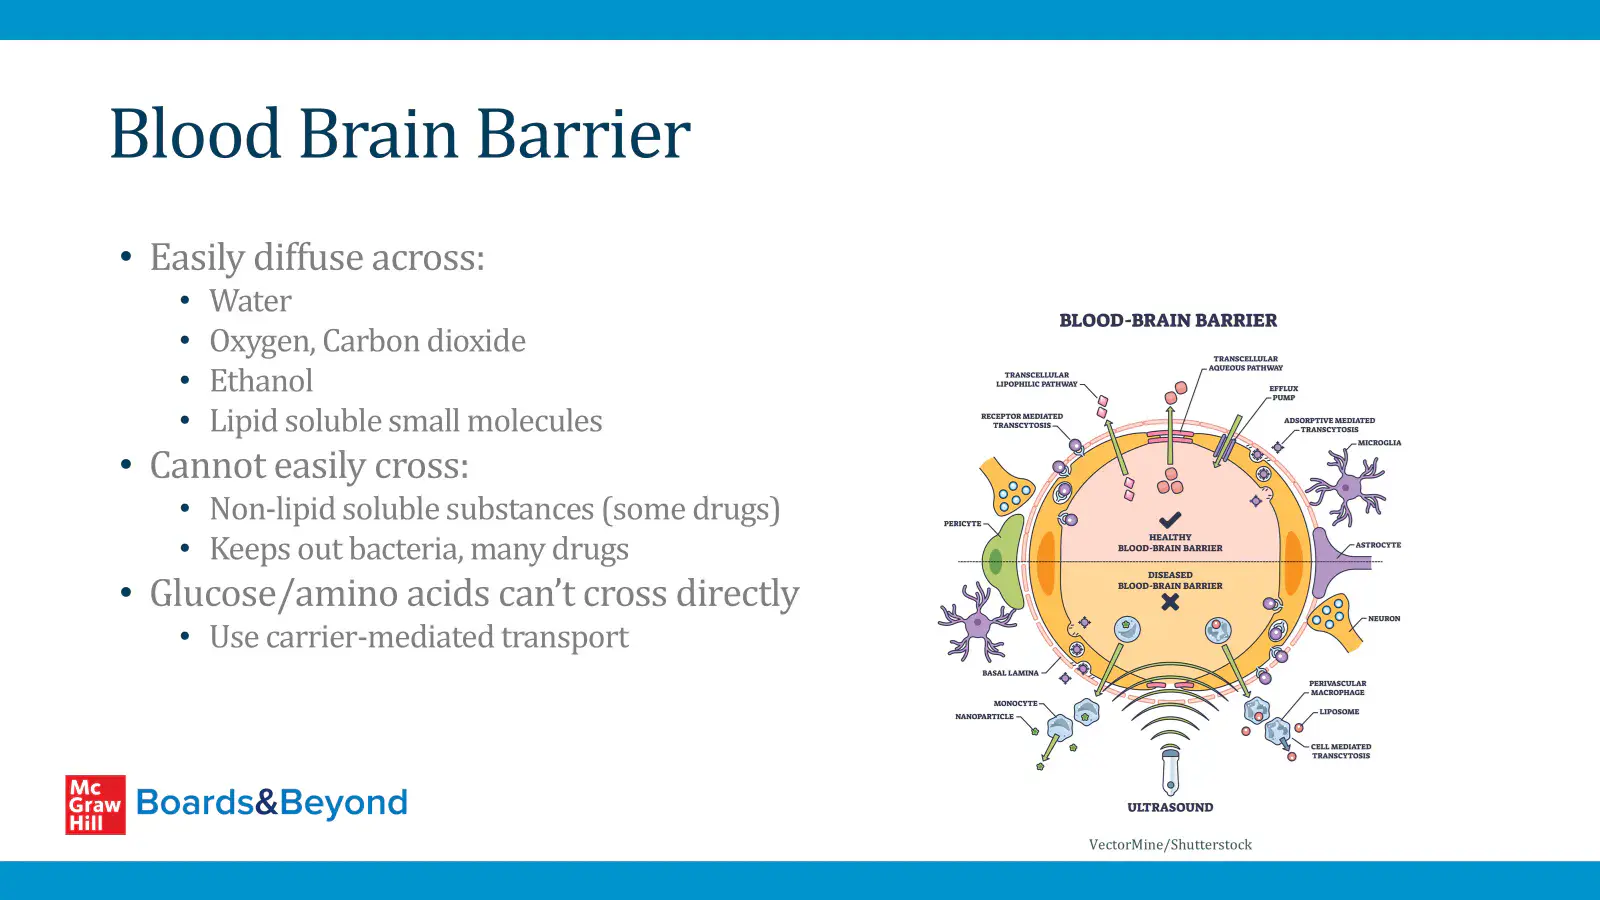 Blood Brain Barrier
• Easily diffuse across:
• Water
• Oxygen, Carbon dioxide
• Ethanol
• Lipid soluble small molecules
• Cannot easily cross:
• Non-lipid soluble substances (some drugs)
• Keeps out bacteria, many drugs
• Glucose/amino acids can’t cross directly
• Use carrier-mediated transport
BLOOD-BRAIN BARRIER
TRANSCELLULAR
AQUEOUS PATHWAY
TRANSCELLULAR
LIPOPHILIC PATHWAY
EFFLUX
PUMP
RECEPTOR MEDIATED
TRANSCYTOSIS
ADSORPTIVE MEDIATED
TRANSCYTOSIS
MICROGLIA
PERICYTE
HEALTHY
BLOOD-BRAIN BARRIER
ASTROCYTE
DISEASED
BLOOD-BRAIN BARRIER
NEURON
BASAL LAMINA
PERIVASCULAR
MACROPHAGE
MONOCYTE
NANOPARTICLE
LIPOSOME
CELL MEDIATED
TRANSCYTOSIS
ULTRASOUND
VectorMine/Shutterstock
Mc
Graw
Hill
Boards&Beyond